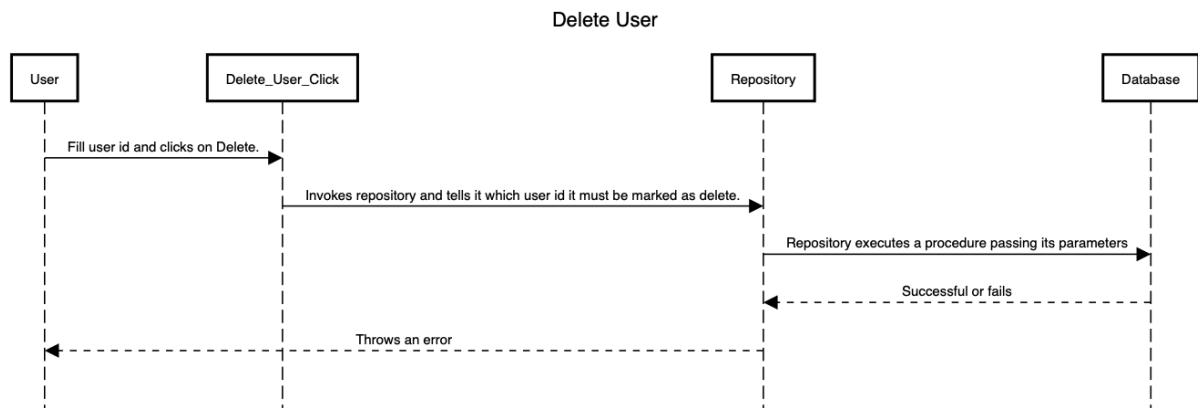 Delete User
User
Delete_User_Click
Repository
Database
Fill user id and clicks on Delete.
Invokes repository and tells it which user id it must be marked as delete.
Repository executes a procedure passing its parameters
Successful or fails
Throws an error